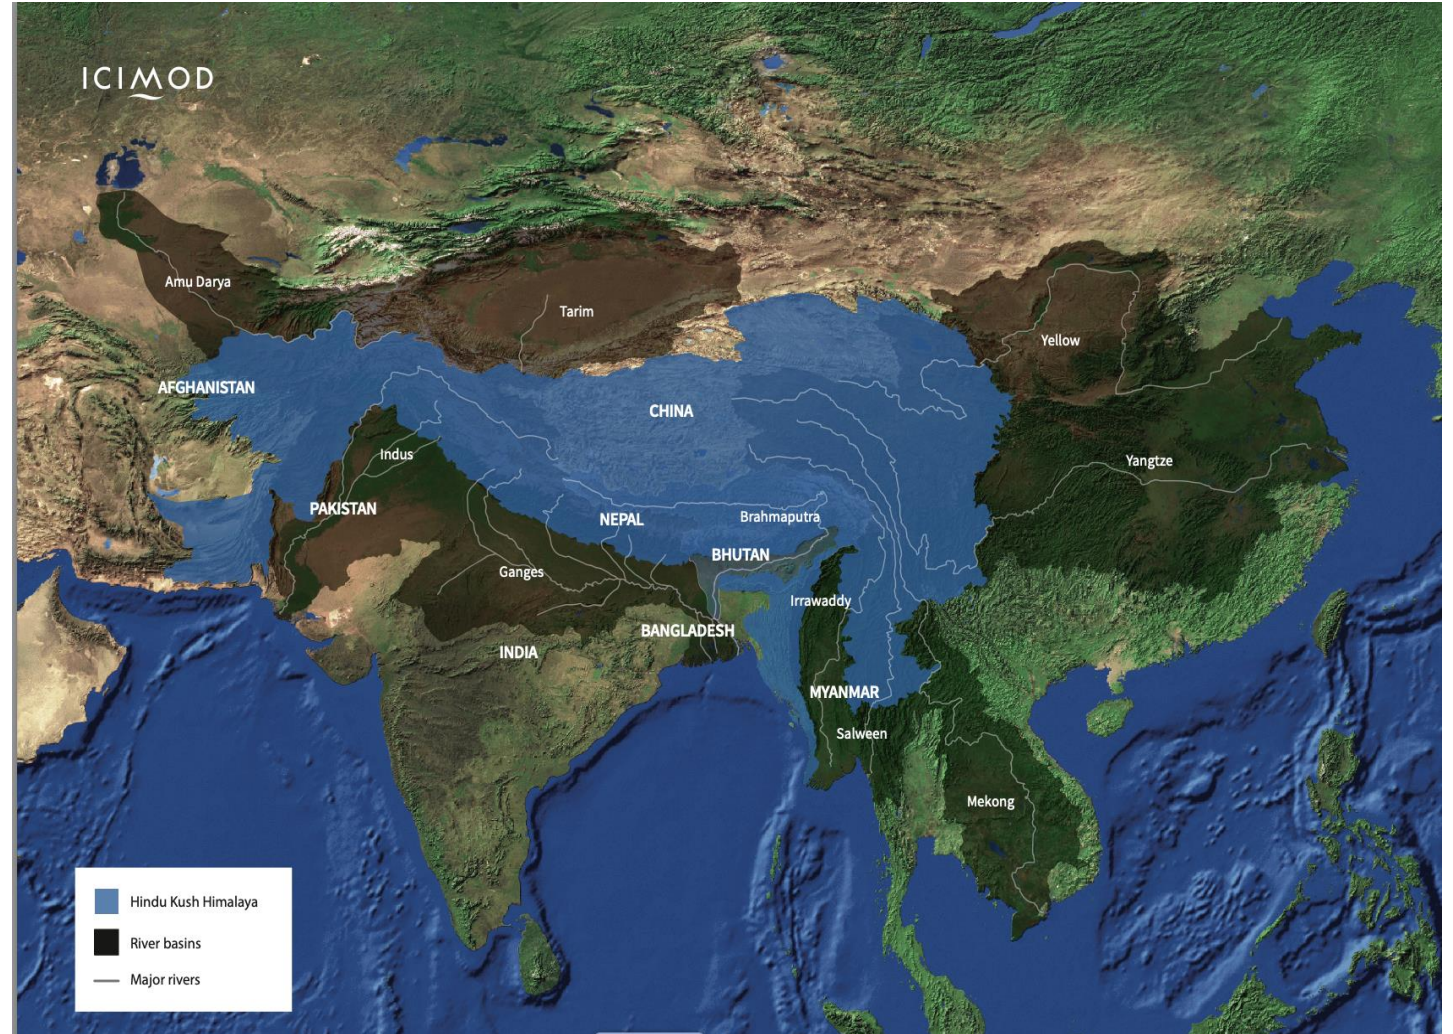 ICIMOD
Amu Darya
Tarim
Yellow
AFGHANISTAN
CHINA
Indus
Yangtze
PAKISTAN
NEPAL
Brahmaputra
BHUTAN
Ganges
Irrawaddy
BANGLADESH
INDIA
MYANMAR
Salween
Mekong
Hindu Kush Himalaya
River basins
Major rivers